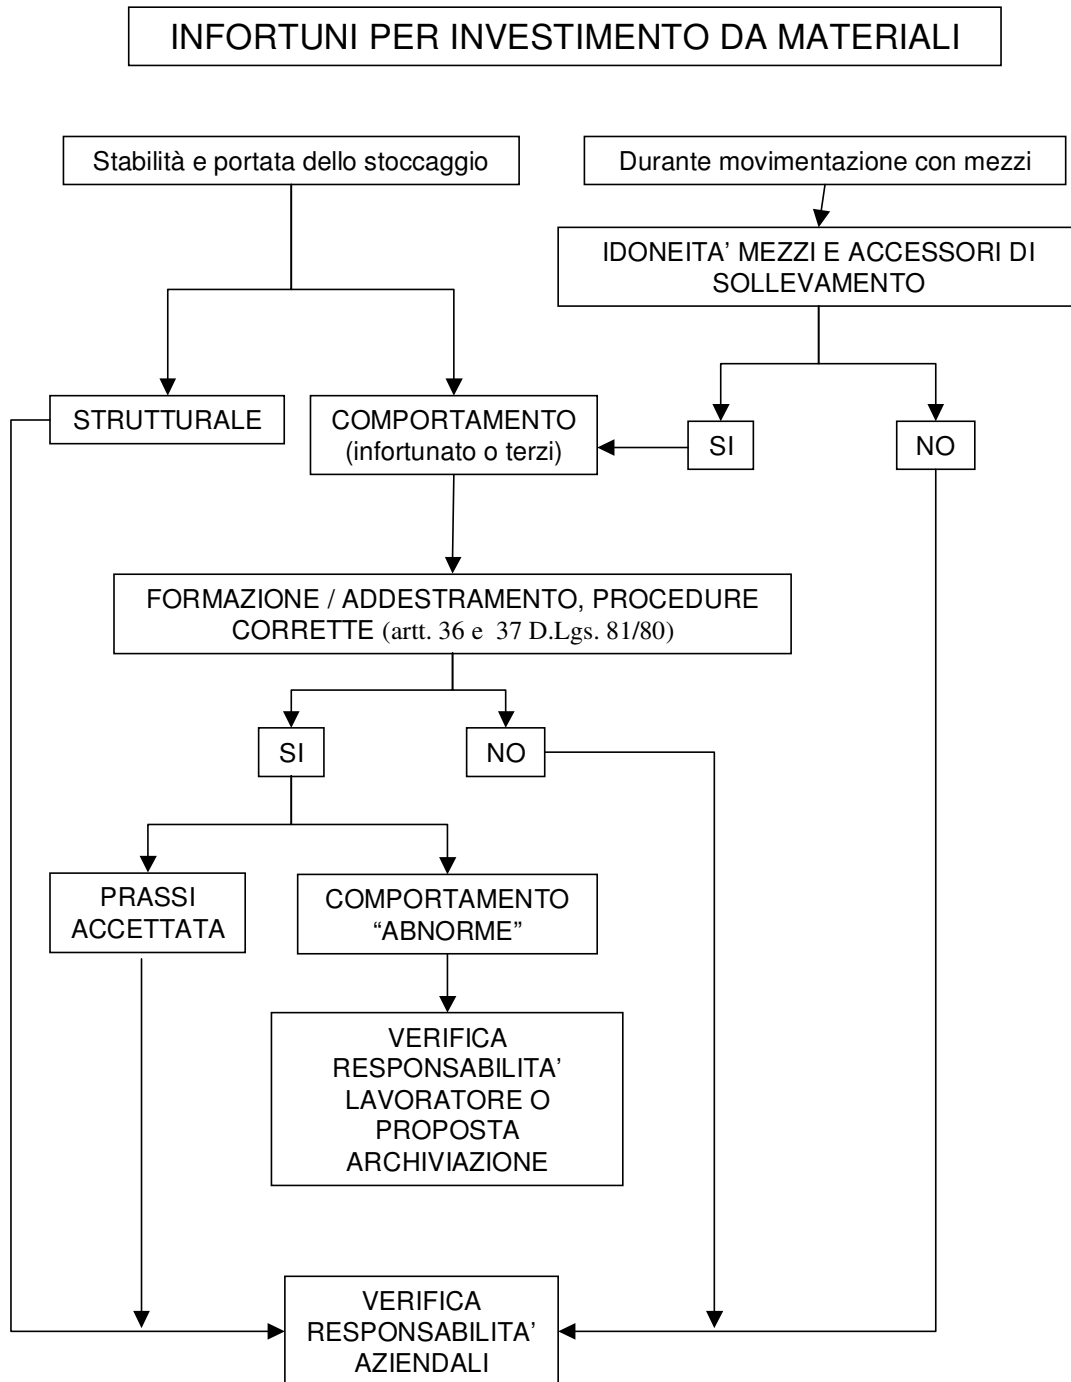 INFORTUNI PER INVESTIMENTO DA MATERIALI
Stabilità e portata dello stoccaggio
Durante movimentazione con mezzi
IDONEITA’ MEZZI E ACCESSORI DI
SOLLEVAMENTO
STRUTTURALE
COMPORTAMENTO
(infortunato o terzi)
SI
NO
FORMAZIONE / ADDESTRAMENTO, PROCEDURE
CORRETTE (artt. 36 e 37 D.Lgs. 81/80)
SI
NO
PRASSI
ACCETTATA
COMPORTAMENTO
“ABNORME”
VERIFICA
RESPONSABILITA’
LAVORATORE O
PROPOSTA
ARCHIVIAZIONE
VERIFICA
RESPONSABILITA’
AZIENDALI